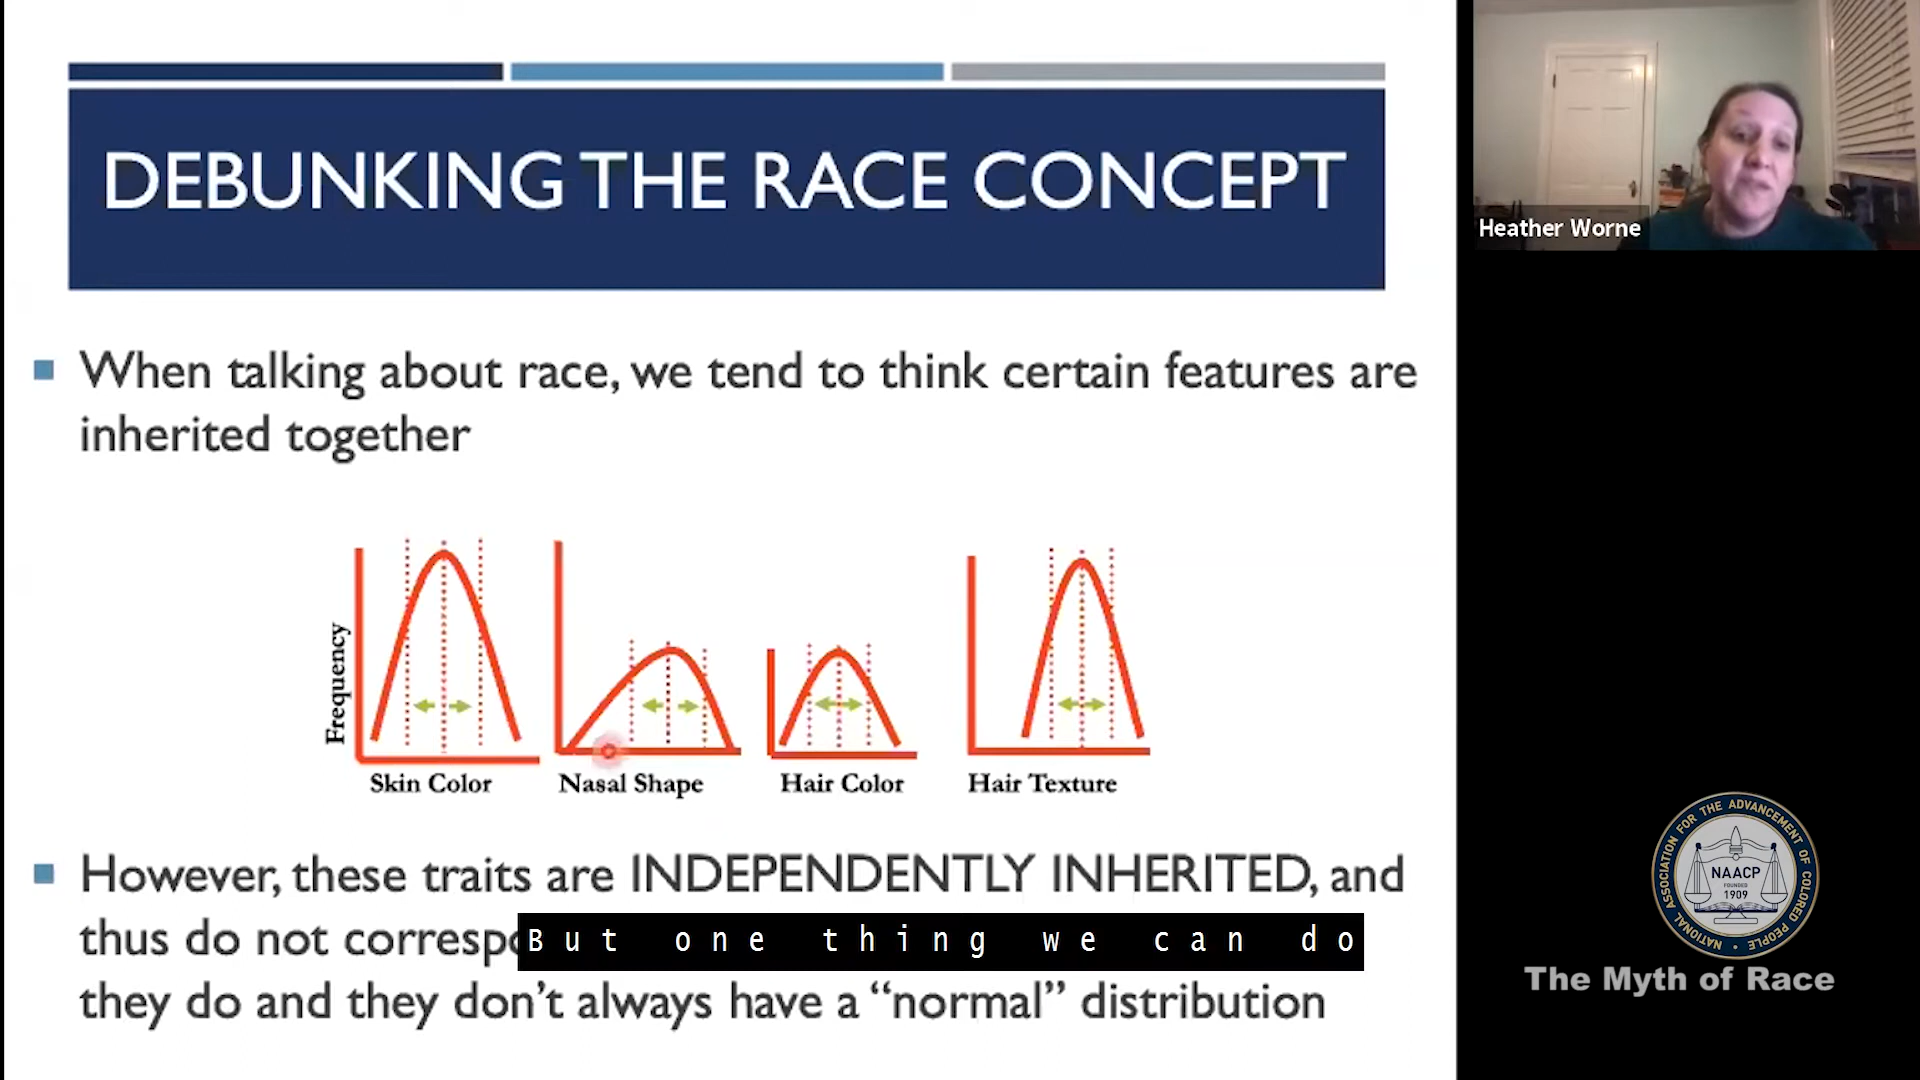 DEBUNKING THE RACE CONCEPT
When talking about race, we tend to think certain features are
inherited together
Frequency
Skin Color
Nasal Shape
Hair Color
Hair Texture
However, these traits are INDEPENDENTLY INHERITED, and
thus do not
But one thing we can do
they do and they don't always have a “normal” distribution
Heather Worne
NATIONAL ASSOCIATION FOR THE ADVANCEMENT OF COLORED PEOPLE
NAACP
FOUNDED
1909
The Myth of Race